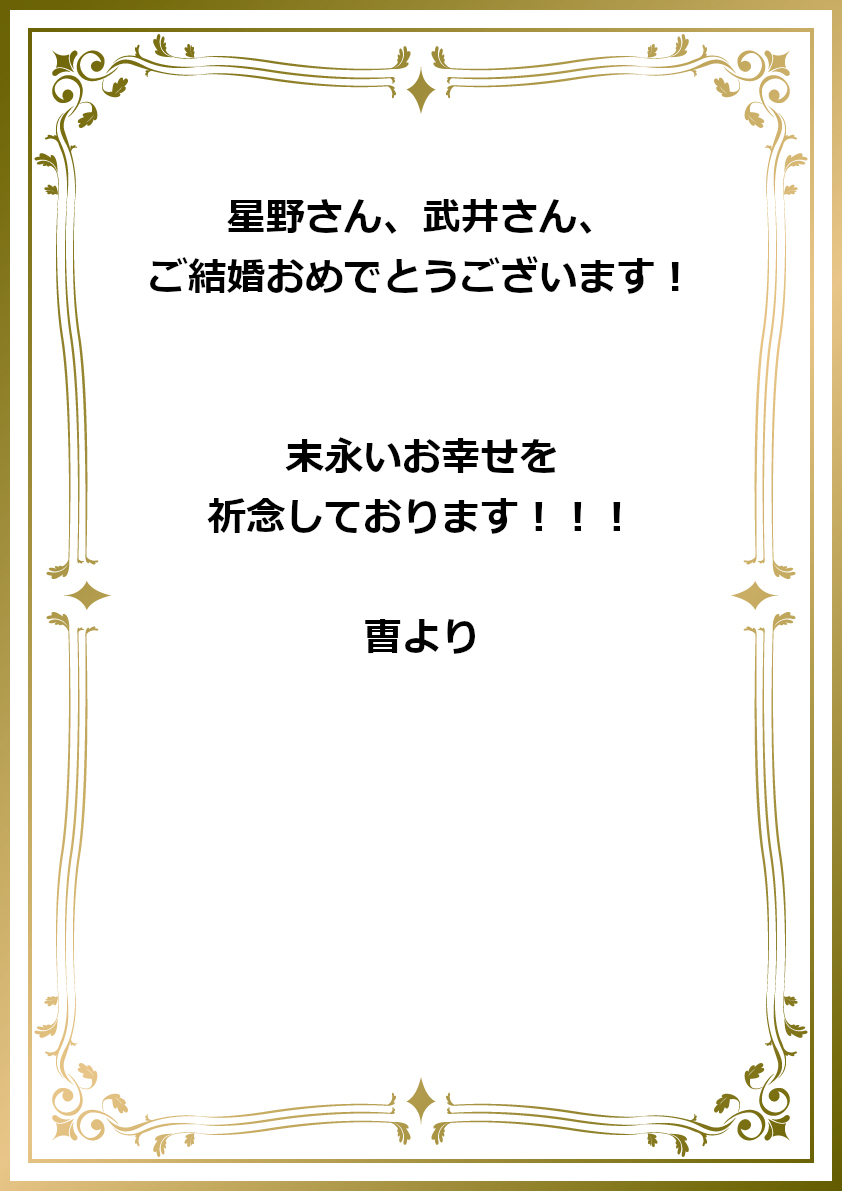 星野さん、武井さん、
ご結婚おめでとうございます！
末永いお幸せを
祈念しております！！！
曺より